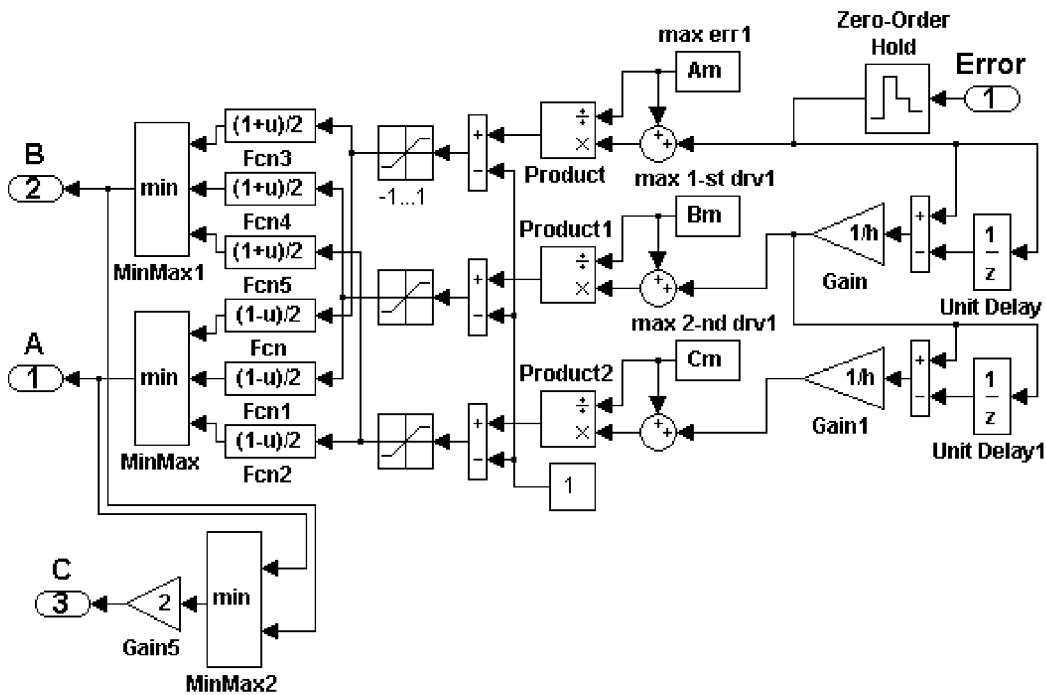 Zero-Order
Hold
max err1
Am
Error
1
÷
×
+
+
Product
+
−
-1...1
(1+u)/2
Fcn3
B
2
min
(1+u)/2
Fcn4
(1+u)/2
Fcn5
MinMax1
max 1-st drv1
Bm
Product1
÷
×
+
+
+
−
1/h
Gain
+
−
1
z
Unit Delay
A
1
min
(1-u)/2
Fcn
(1-u)/2
Fcn1
(1-u)/2
Fcn2
MinMax
max 2-nd drv1
Cm
Product2
÷
×
+
+
+
−
1/h
Gain1
+
−
1
z
Unit Delay1
1
C
3
2
Gain5
min
MinMax2